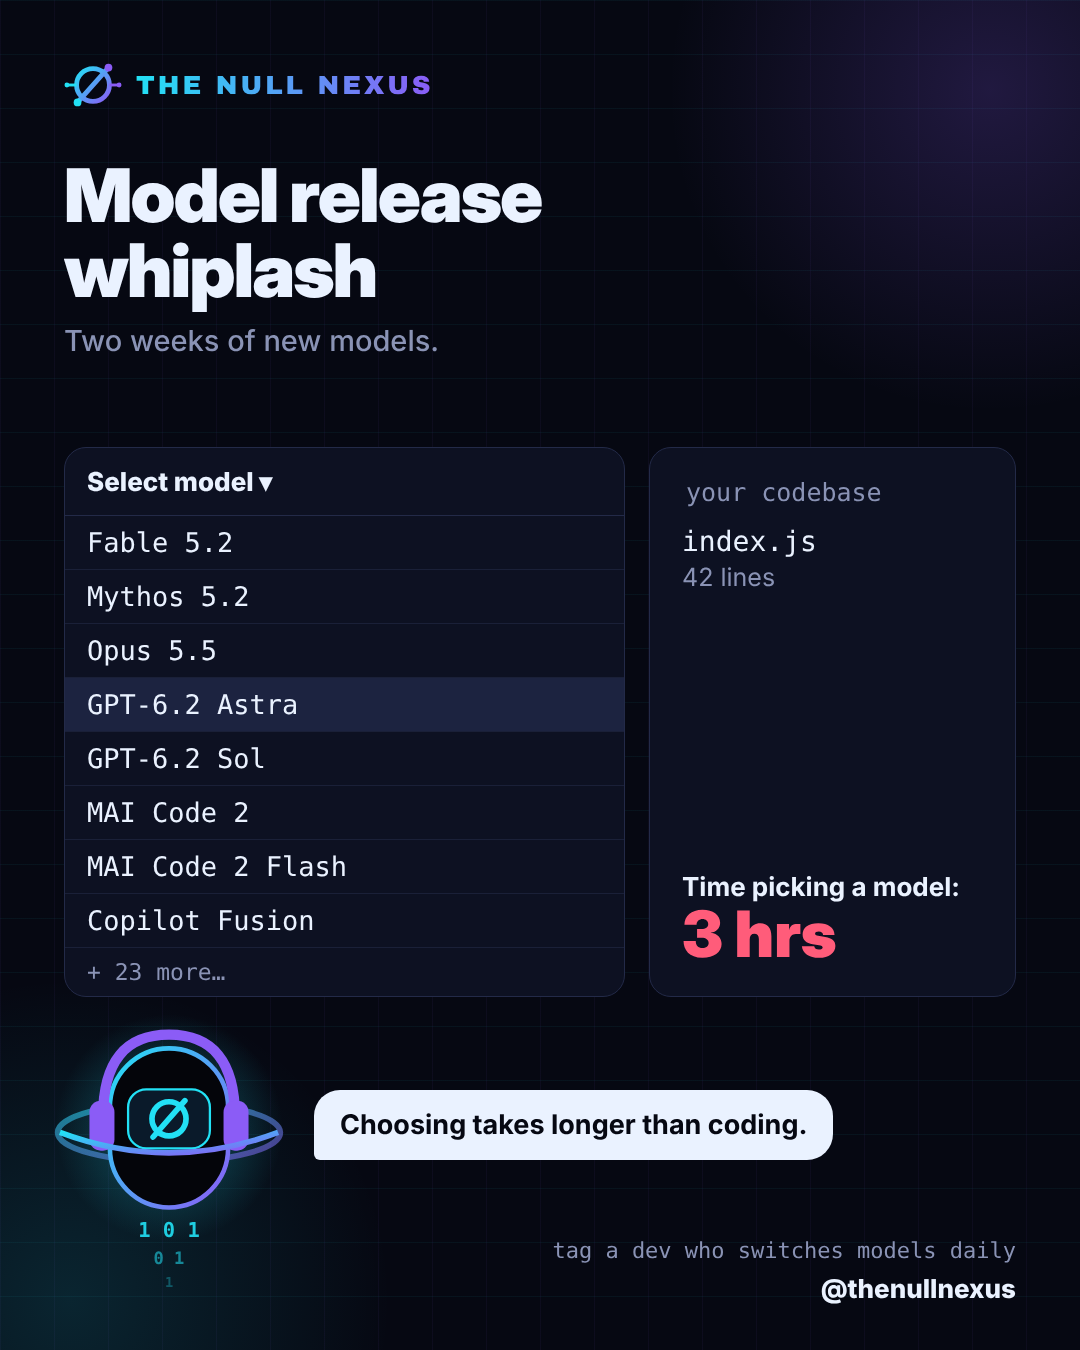 THE NULL NEXUS
Model release
whiplash
Two weeks of new models.
Select model ▾
Fable 5.2
Mythos 5.2
Opus 5.5
GPT-6.2 Astra
GPT-6.2 Sol
MAI Code 2
MAI Code 2 Flash
Copilot Fusion
+ 23 more…
your codebase
index.js
42 lines
Time picking a model:
3 hrs
Choosing takes longer than coding.
1 0 1
0 1
1
tag a dev who switches models daily
@thenullnexus